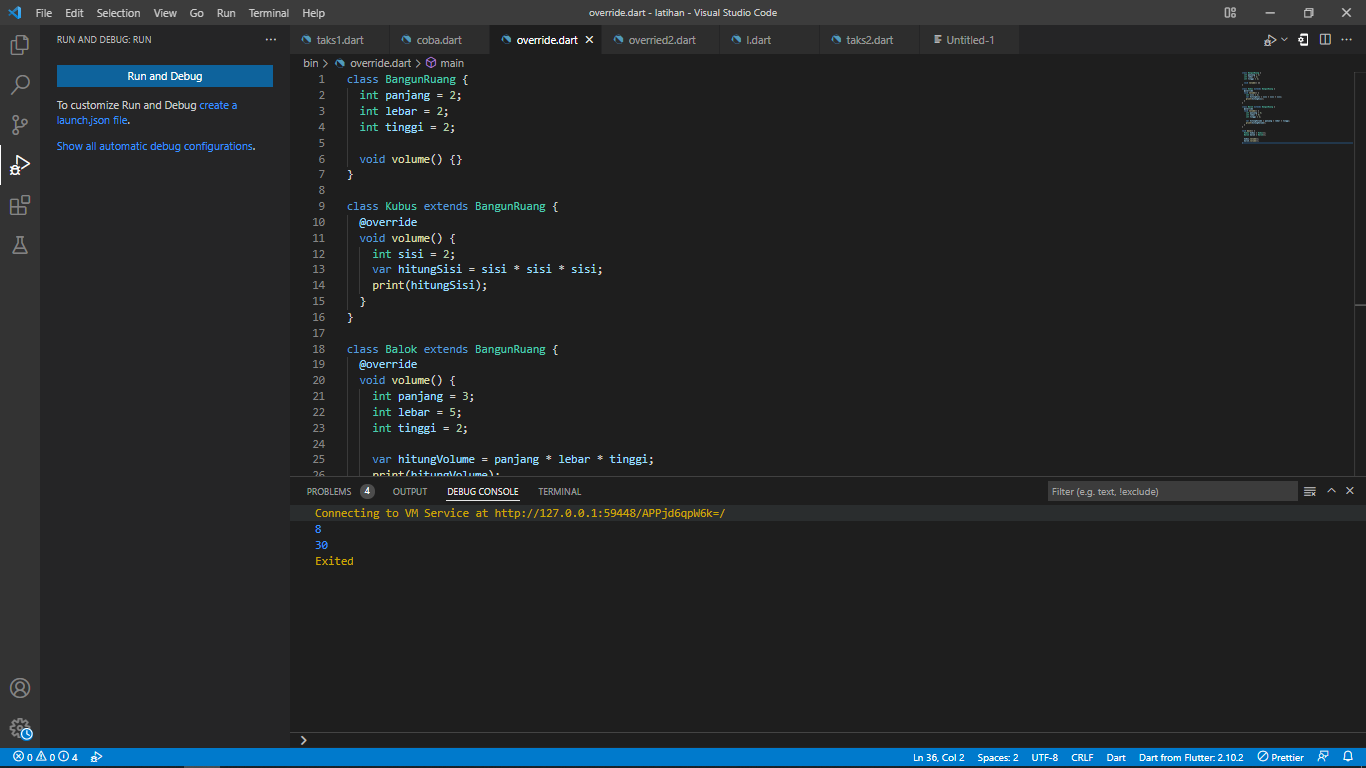 File Edit Selection View Go Run Terminal Help override.dart - latihan - Visual Studio Code
RUN AND DEBUG: RUN ...
Run and Debug
To customize Run and Debug create a
launch.json file.
Show all automatic debug configurations.
taks1.dart coba.dart override.dart overried2.dart l.dart taks2.dart Untitled-1
bin > override.dart > main
1 class BangunRuang {
2 int panjang = 2;
3 int lebar = 2;
4 int tinggi = 2;
5
6 void volume() {}
7 }
8
9 class Kubus extends BangunRuang {
10 @override
11 void volume() {
12 int sisi = 2;
13 var hitungSisi = sisi * sisi * sisi;
14 print(hitungSisi);
15 }
16 }
17
18 class Balok extends BangunRuang {
19 @override
20 void volume() {
21 int panjang = 3;
22 int lebar = 5;
23 int tinggi = 2;
24
25 var hitungVolume = panjang * lebar * tinggi;
26 print(hitungVolume);
PROBLEMS 4 OUTPUT DEBUG CONSOLE TERMINAL Filter (e.g. text, !exclude)
Connecting to VM Service at http://127.0.0.1:59448/APPjd6qpW6k=/
8
30
Exited
0 0 4 Ln 36, Col 2 Spaces: 2 UTF-8 CRLF Dart Dart from Flutter: 2.10.2 Prettier